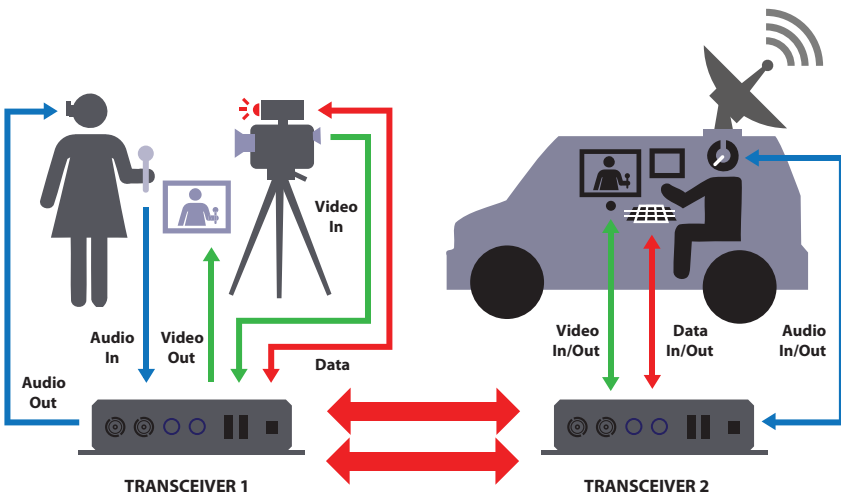 Video
In
Audio
In
Video
Out
Data
Audio
Out
TRANSCEIVER 1
Video
In/Out
Data
In/Out
Audio
In/Out
TRANSCEIVER 2